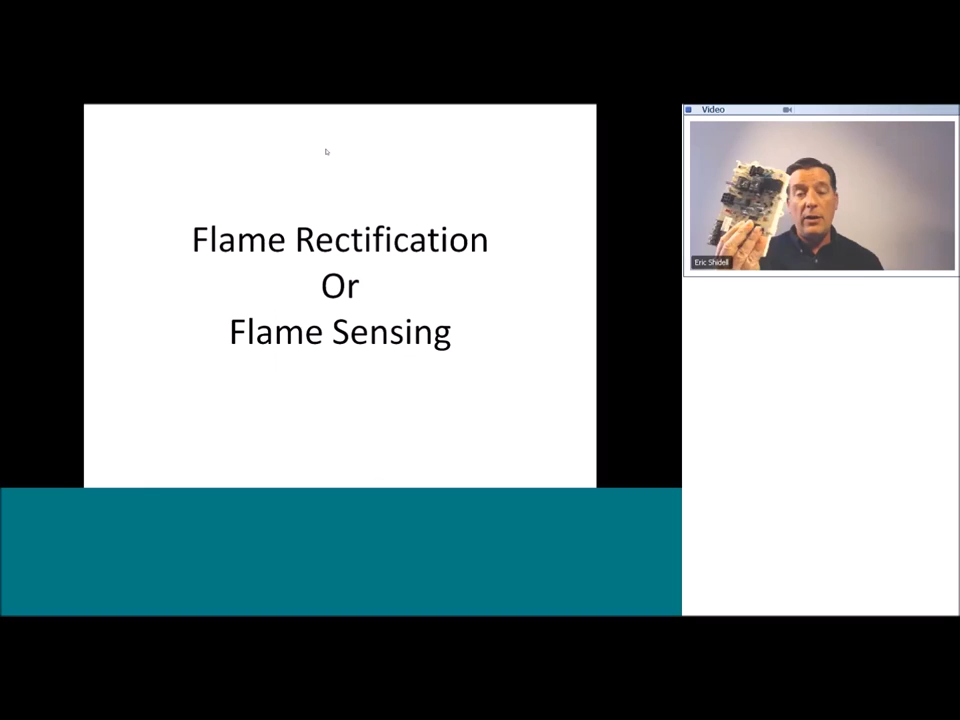 Flame Rectification
Or
Flame Sensing
Video
Eric Shidell